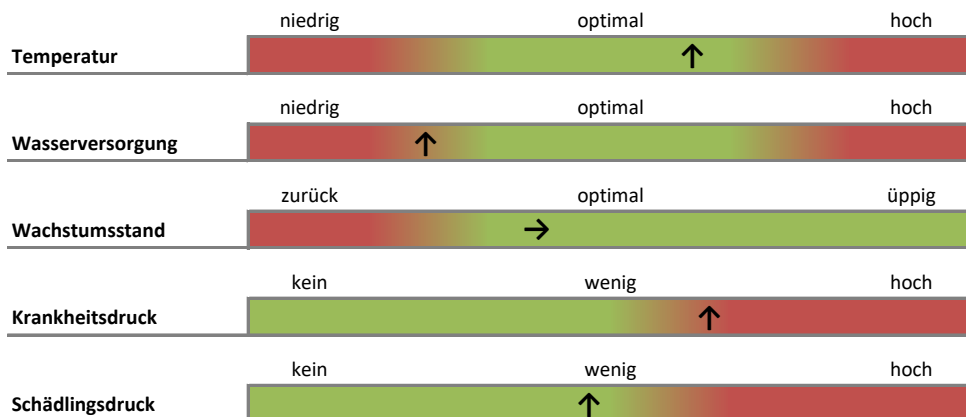 niedrig optimal hoch
Temperatur
niedrig optimal hoch
Wasserversorgung
zurück optimal üppig
Wachstumsstand
kein wenig hoch
Krankheitsdruck
kein wenig hoch
Schädlingsdruck